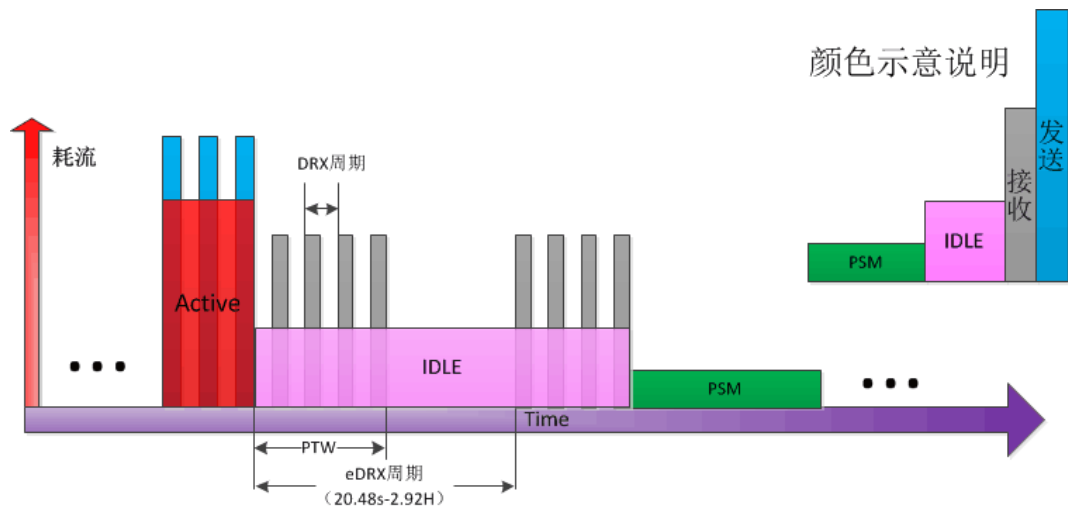 颜色示意说明
发送
接收
IDLE
PSM
耗流
DRX周期
Active
IDLE
PSM
• • •
• • •
Time
PTW
eDRX周期
（20.48s-2.92H）